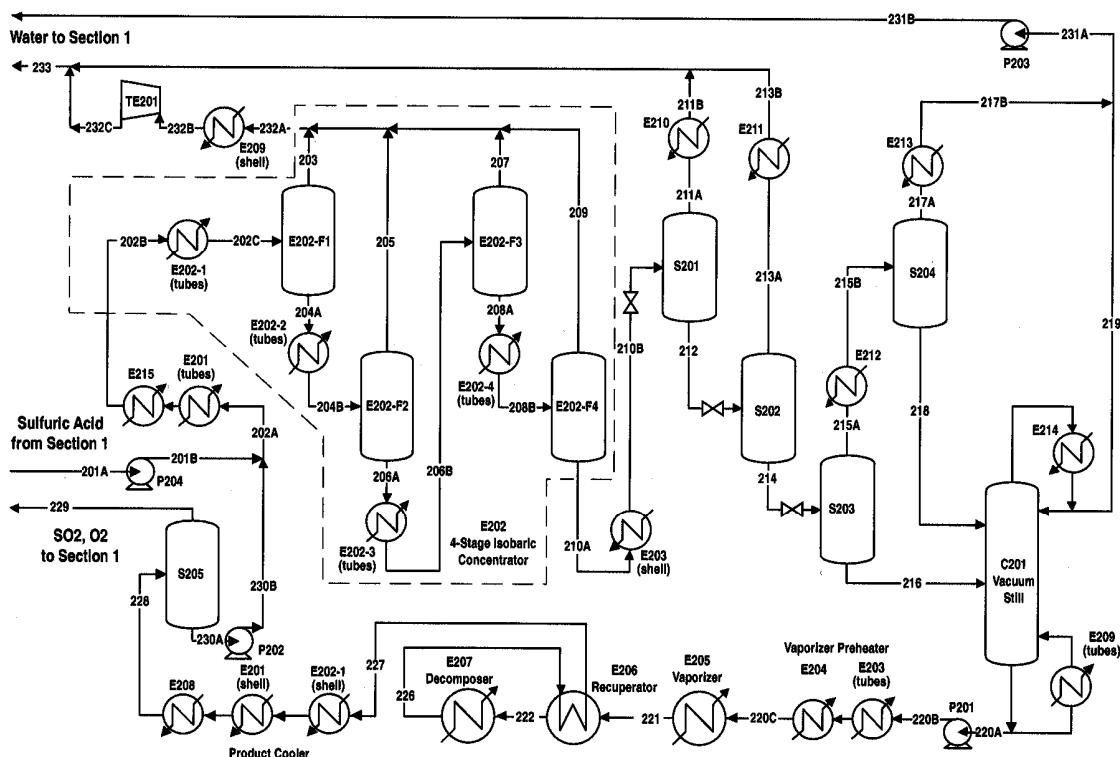 231B
231A
Water to Section 1
P203
233
213B
211B
217B
TE201
E210
E211
232C
232B
232A
E209
(shell)
203
207
E213
217A
211A
209
202B
202C
E202-F1
205
E202-F3
E202-1
(tubes)
S201
S204
213A
215B
204A
208A
E202-2
(tubes)
210B
219
E215
E201
(tubes)
E202-4
(tubes)
212
E212
204B
E202-F2
208B
E202-F4
S202
218
202A
215A
Sulfuric Acid
from Section 1
E214
206B
201B
201A
P204
206A
214
229
E202
4-Stage Isobaric
Concentrator
S203
SO2, O2
to Section 1
E202-3
(tubes)
210A
E203
(shell)
C201
Vacuum
Still
S205
216
230B
228
230A
P202
E209
(tubes)
227
Vaporizer Preheater
E207
Decomposer
E206
Recuperator
E205
Vaporizer
E204
E203
(tubes)
E208
E201
(shell)
E202-1
(shell)
226
P201
222
221
220C
220B
220A
Product Cooler